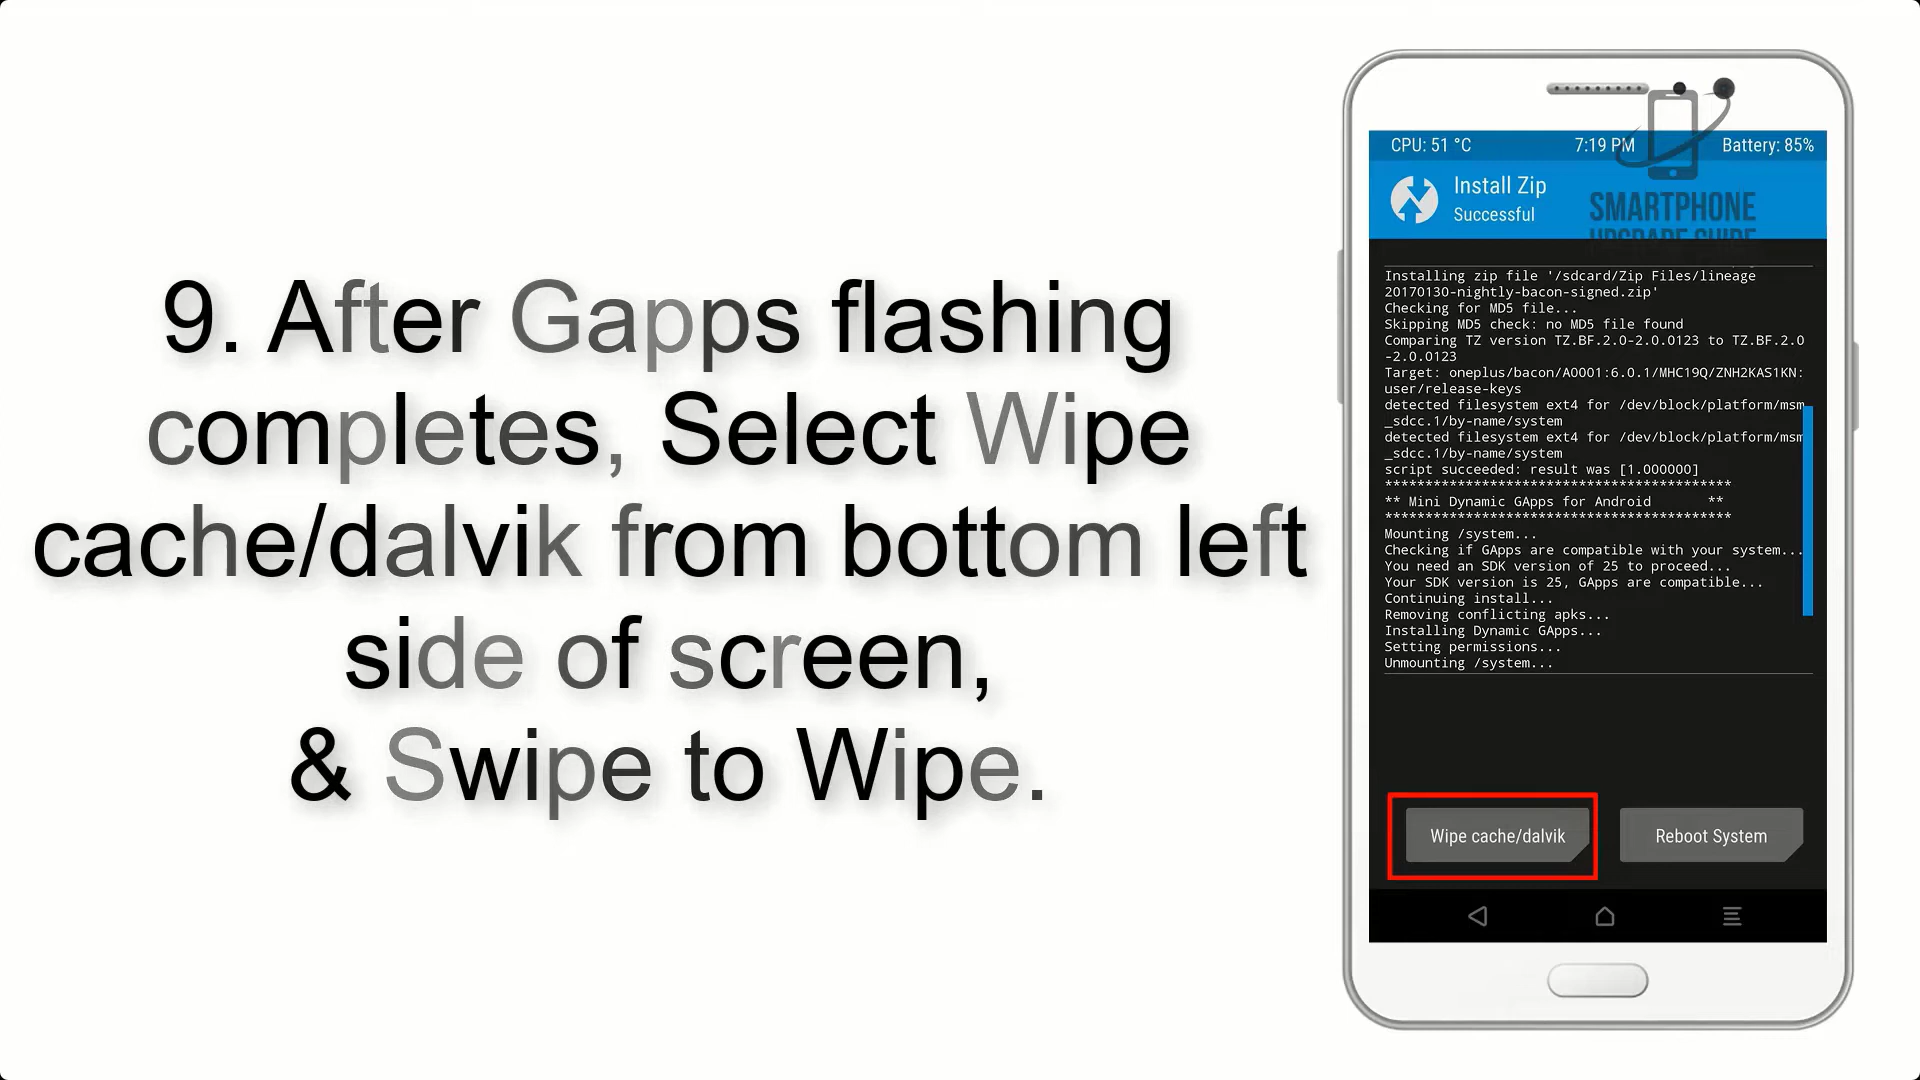 9. After Gapps flashing
completes, Select Wipe
cache/dalvik from bottom left
side of screen,
& Swipe to Wipe.
CPU: 51 °C 7:19 PM Battery: 85%
Install Zip
Successful
SMARTPHONE
UPGRADE GUIDE
Installing zip file '/sdcard/Zip Files/lineage
20170130-nightly-bacon-signed.zip'
Checking for MD5 file...
Skipping MD5 check: no MD5 file found
Comparing TZ version TZ.BF.2.0-2.0.0123 to TZ.BF.2.0
-2.0.0123
Target: oneplus/bacon/A0001:6.0.1/MHC19Q/ZNH2KAS1KN:
user/release-keys
detected filesystem ext4 for /dev/block/platform/msm
_sdcc.1/by-name/system
detected filesystem ext4 for /dev/block/platform/msm
_sdcc.1/by-name/system
script succeeded: result was [1.000000]
******************************************
** Mini Dynamic GApps for Android **
******************************************
Mounting /system...
Checking if GApps are compatible with your system...
You need an SDK version of 25 to proceed...
Your SDK version is 25, GApps are compatible...
Continuing install...
Removing conflicting apks...
Installing Dynamic GApps...
Setting permissions...
Unmounting /system...
Wipe cache/dalvik Reboot System